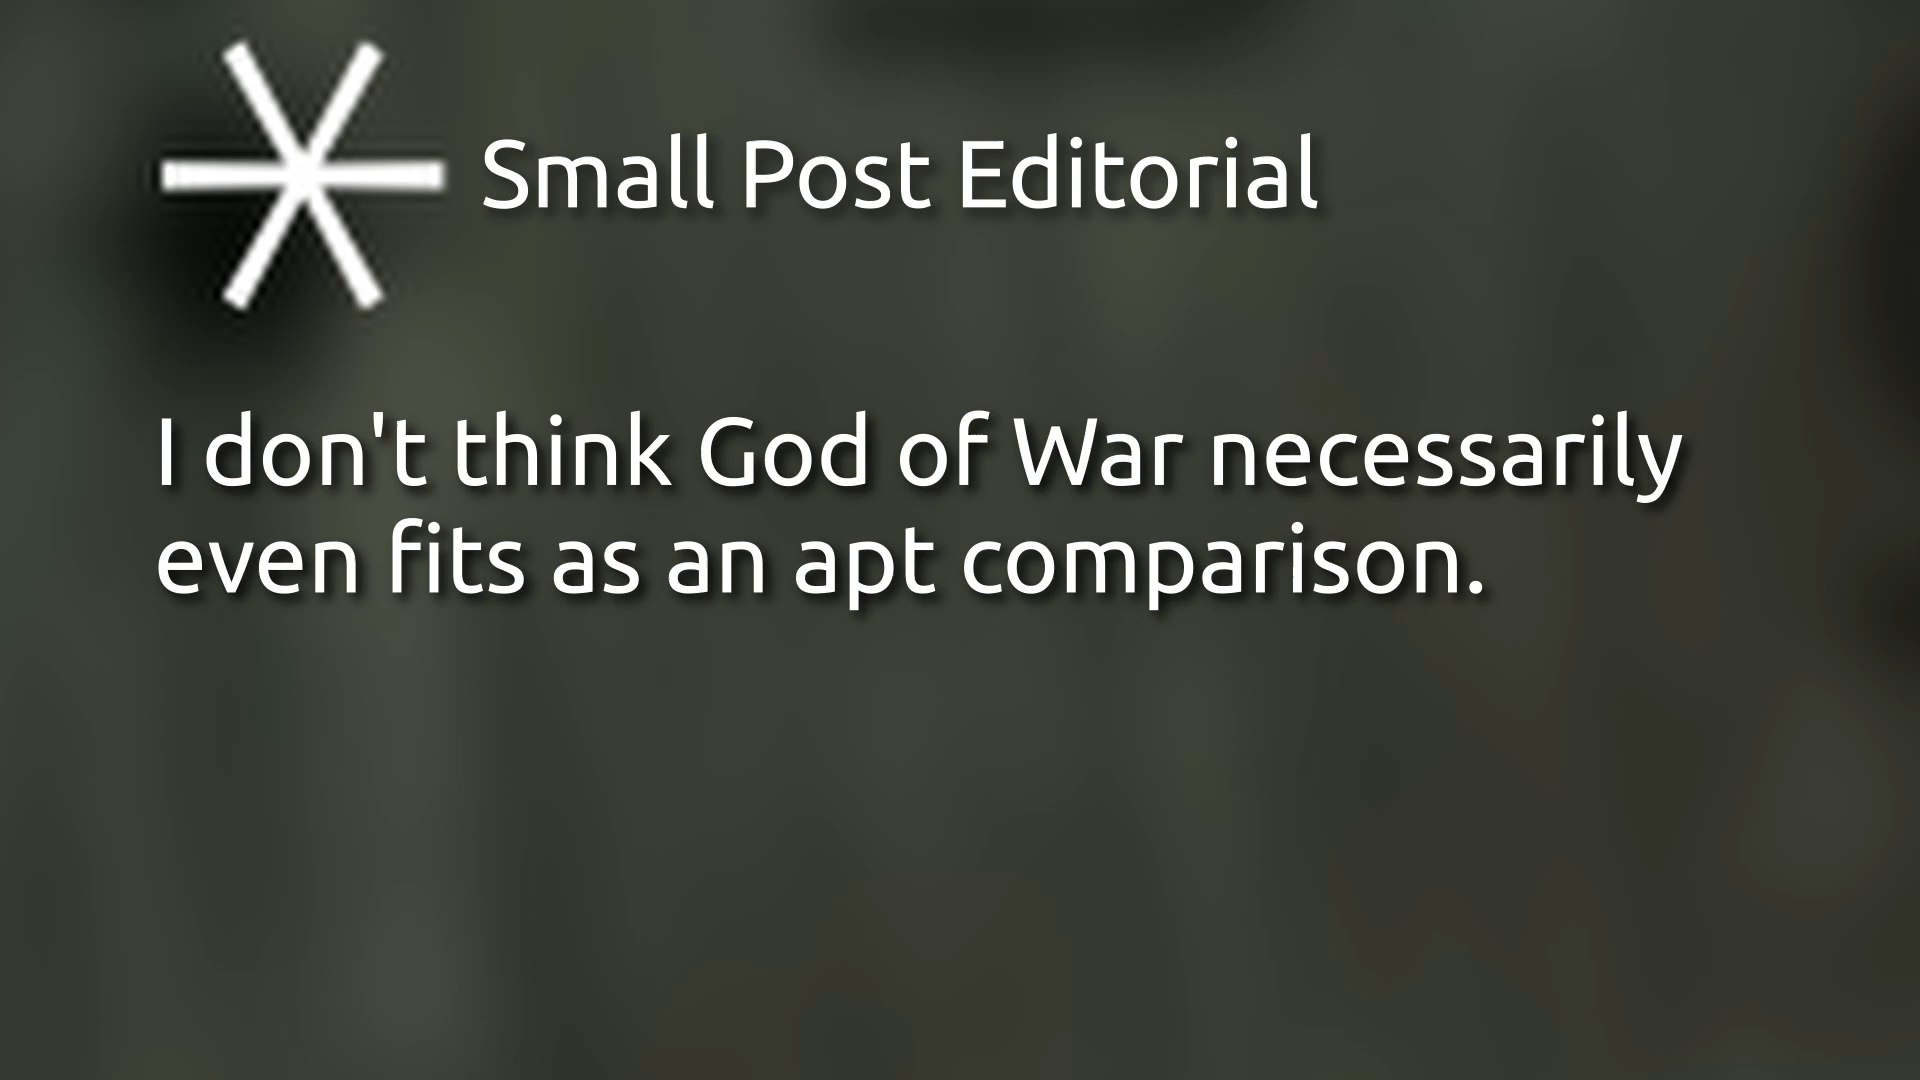 Small Post Editorial
I don't think God of War necessarily
even fits as an apt comparison.